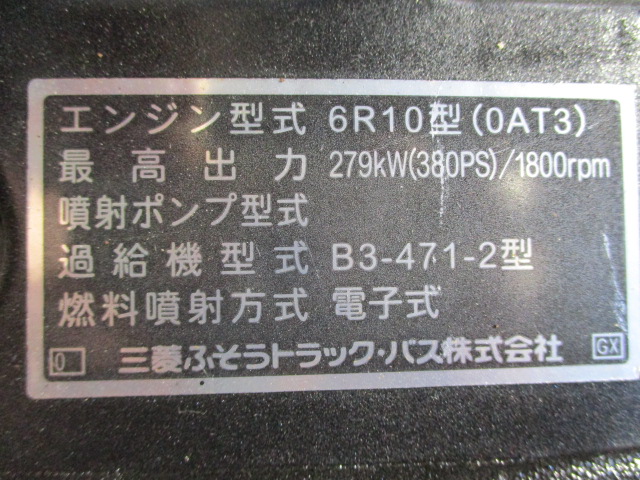 エンジン型式 6R10型(0AT3)
最高出力 279kW(380PS)/1800rpm
噴射ポンプ型式
過給機型式 B3-471-2型
燃料噴射方式 電子式
0 三菱ふそうトラック・バス株式会社 GX